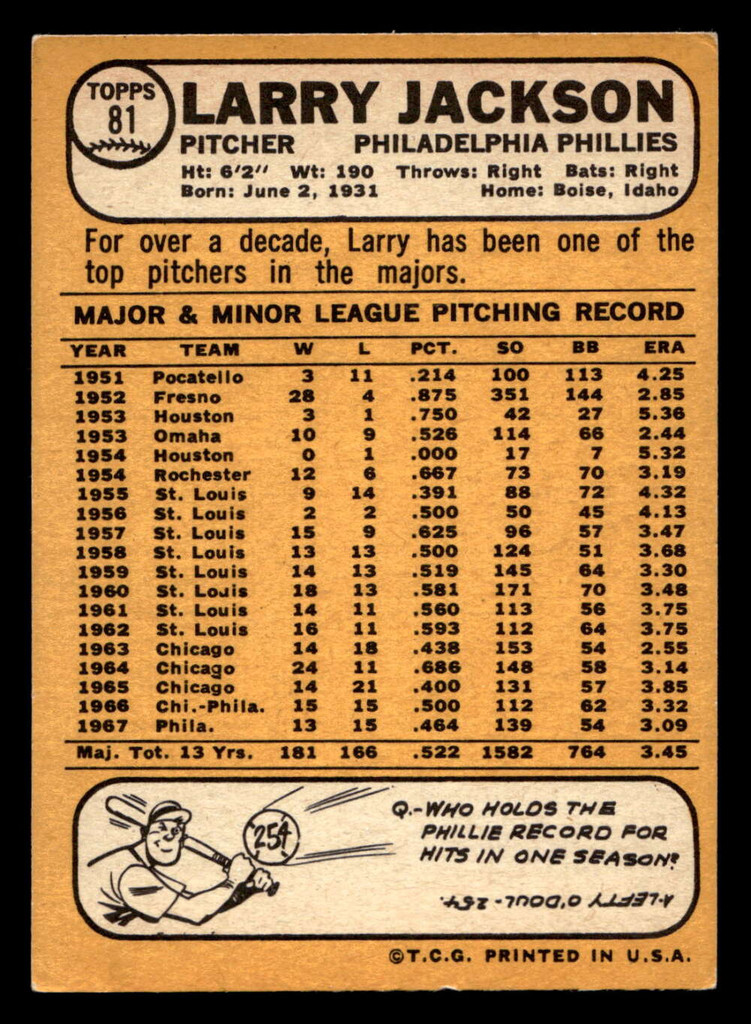 TOPPS
81
LARRY JACKSON
PITCHER PHILADELPHIA PHILLIES
Ht: 6'2" Wt: 190 Throws: Right Bats: Right
Born: June 2, 1931 Home: Boise, Idaho
For over a decade, Larry has been one of the
top pitchers in the majors.
MAJOR & MINOR LEAGUE PITCHING RECORD
YEAR TEAM W L PCT. SO BB ERA
1951 Pocatello 3 11 .214 100 113 4.25
1952 Fresno 28 4 .875 351 144 2.85
1953 Houston 3 1 .750 42 27 5.36
1953 Omaha 10 9 .526 114 66 2.44
1954 Houston 0 1 .000 17 7 5.32
1954 Rochester 12 6 .667 73 70 3.19
1955 St. Louis 9 14 .391 88 72 4.32
1956 St. Louis 2 2 .500 50 45 4.13
1957 St. Louis 15 9 .625 96 57 3.47
1958 St. Louis 13 13 .500 124 51 3.68
1959 St. Louis 14 13 .519 145 64 3.30
1960 St. Louis 18 13 .581 171 70 3.48
1961 St. Louis 14 11 .560 113 56 3.75
1962 St. Louis 16 11 .593 112 64 3.75
1963 Chicago 14 18 .438 153 54 2.55
1964 Chicago 24 11 .686 148 58 3.14
1965 Chicago 14 21 .400 131 57 3.85
1966 Chi.-Phila. 15 15 .500 112 62 3.32
1967 Phila. 13 15 .464 139 54 3.09
Maj. Tot. 13 Yrs. 181 166 .522 1582 764 3.45
254
Q.-WHO HOLDS THE
PHILLIE RECORD FOR
HITS IN ONE SEASON?
A-LEFTY O'DOUL-254.
©T.C.G. PRINTED IN U.S.A.